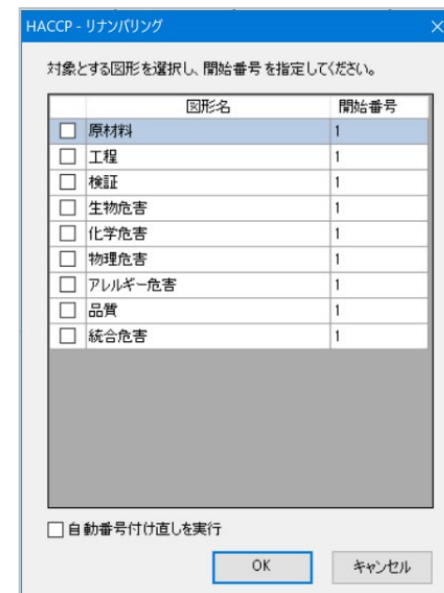 HACCP - リナンバリング
対象とする図形を選択し、開始番号を指定してください。
図形名 開始番号
原材料 1
工程 1
検証 1
生物危害 1
化学危害 1
物理危害 1
アレルギー危害 1
品質 1
統合危害 1
自動番号付け直しを実行
OK キャンセル